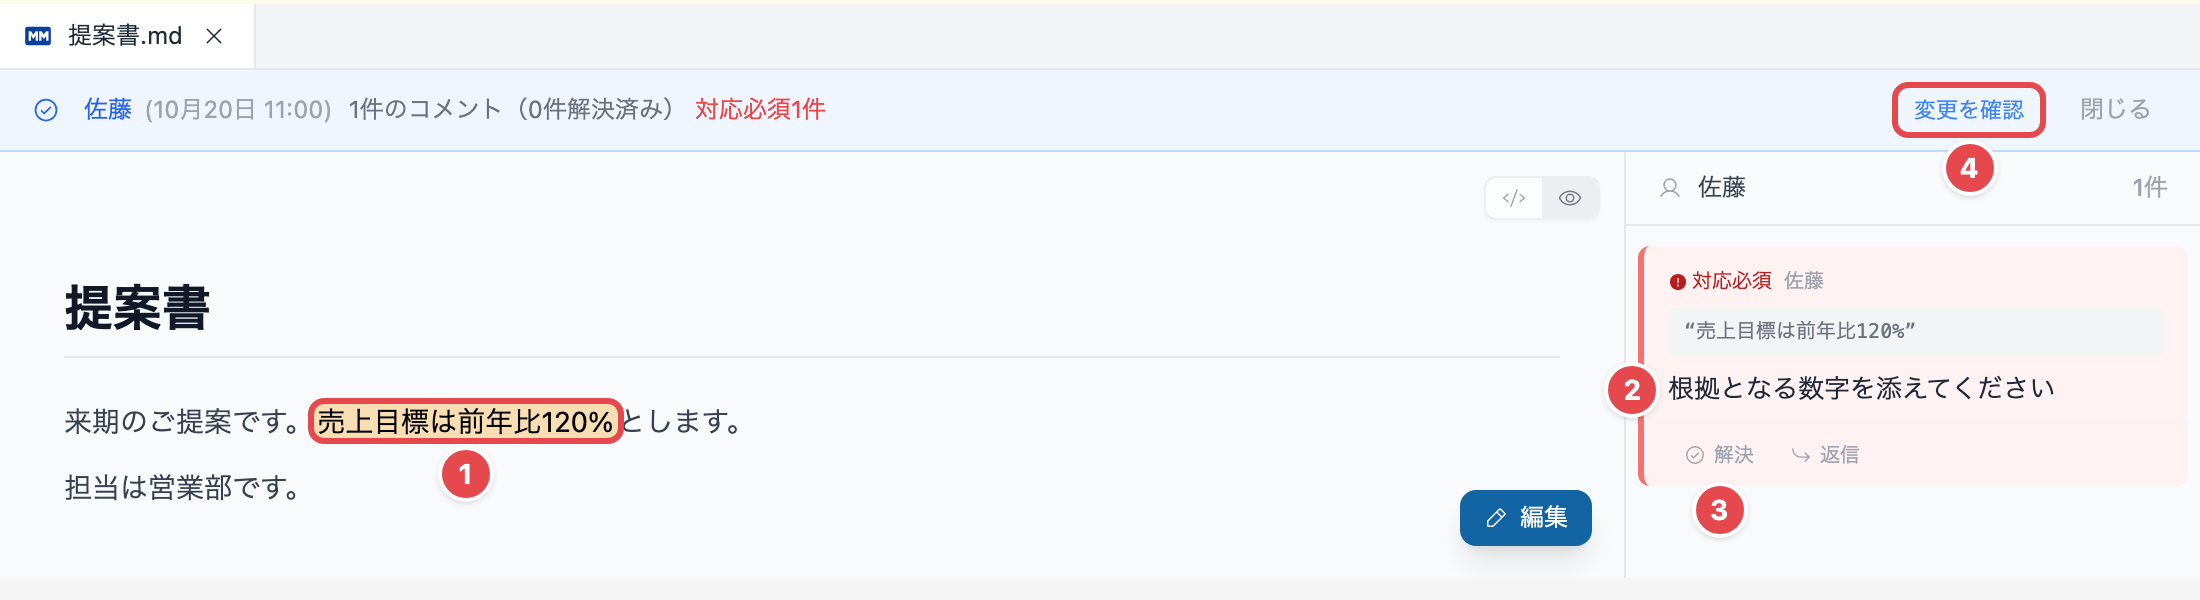 MM 提案書.md
佐藤 (10月20日 11:00) 1件のコメント（0件解決済み） 対応必須1件 変更を確認 閉じる
4
</> 佐藤 1件
提案書
対応必須 佐藤
“売上目標は前年比120%”
2 根拠となる数字を添えてください
来期のご提案です。売上目標は前年比120%とします。
1
解決 返信
担当は営業部です。
3
編集